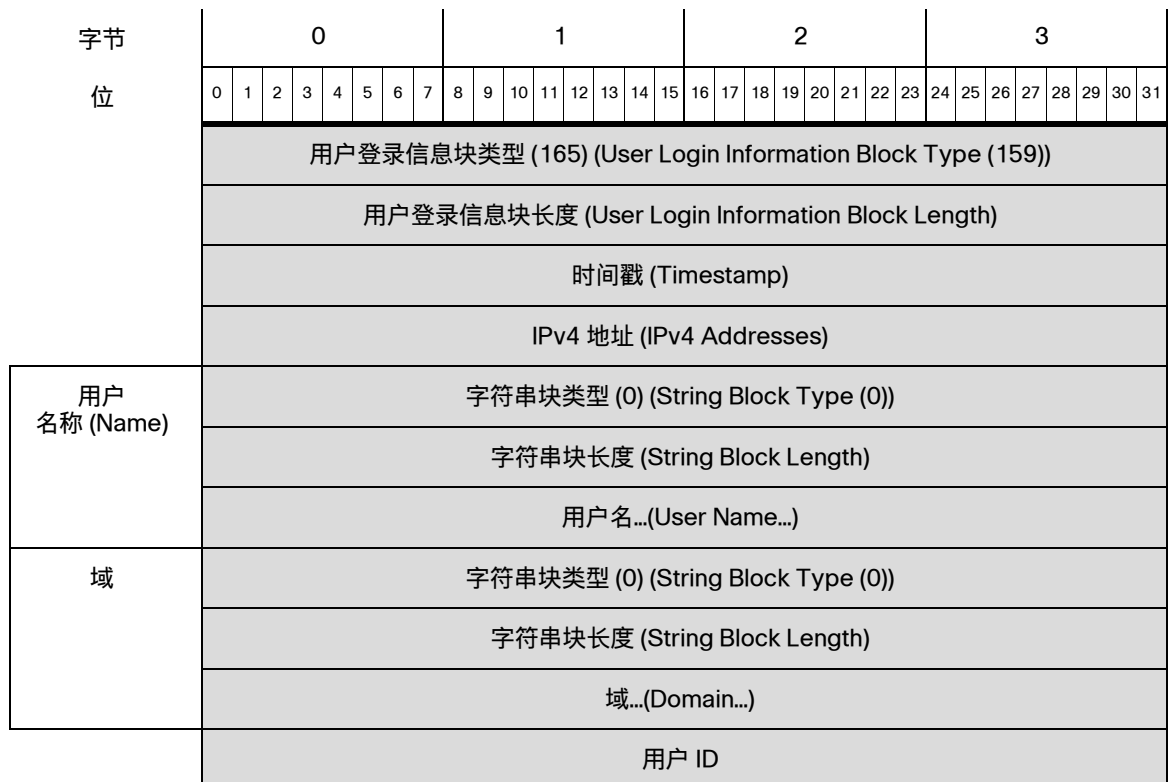 字节 0 1 2 3
位 0 1 2 3 4 5 6 7 8 9 10 11 12 13 14 15 16 17 18 19 20 21 22 23 24 25 26 27 28 29 30 31
用户登录信息块类型 (165) (User Login Information Block Type (159))
用户登录信息块长度 (User Login Information Block Length)
时间戳 (Timestamp)
IPv4 地址 (IPv4 Addresses)
用户
名称 (Name)
字符串块类型 (0) (String Block Type (0))
字符串块长度 (String Block Length)
用户名...(User Name...)
域
字符串块类型 (0) (String Block Type (0))
字符串块长度 (String Block Length)
域...(Domain...)
用户 ID